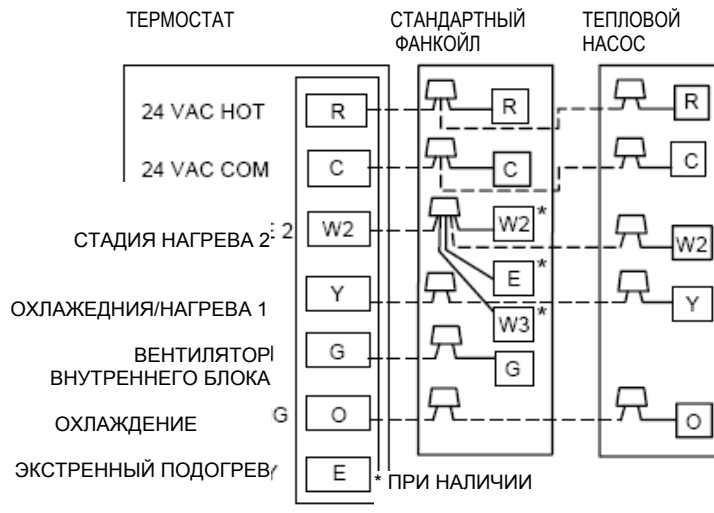 ТЕРМОСТАТ
СТАНДАРТНЫЙ
ФАНКОЙЛ
ТЕПЛОВОЙ
НАСОС
24 VAC HOT R R R
24 VAC COM C C C
СТАДИЯ НАГРЕВА 2 2 W2 W2 * W2
E *
ОХЛАЖЕДНИЯ/НАГРЕВА 1 Y Y
W3 *
ВЕНТИЛЯТОР
ВНУТРЕННЕГО БЛОКА
G G
ОХЛАЖДЕНИЕ G O O
ЭКСТРЕННЫЙ ПОДОГРЕВ E
* ПРИ НАЛИЧИИ